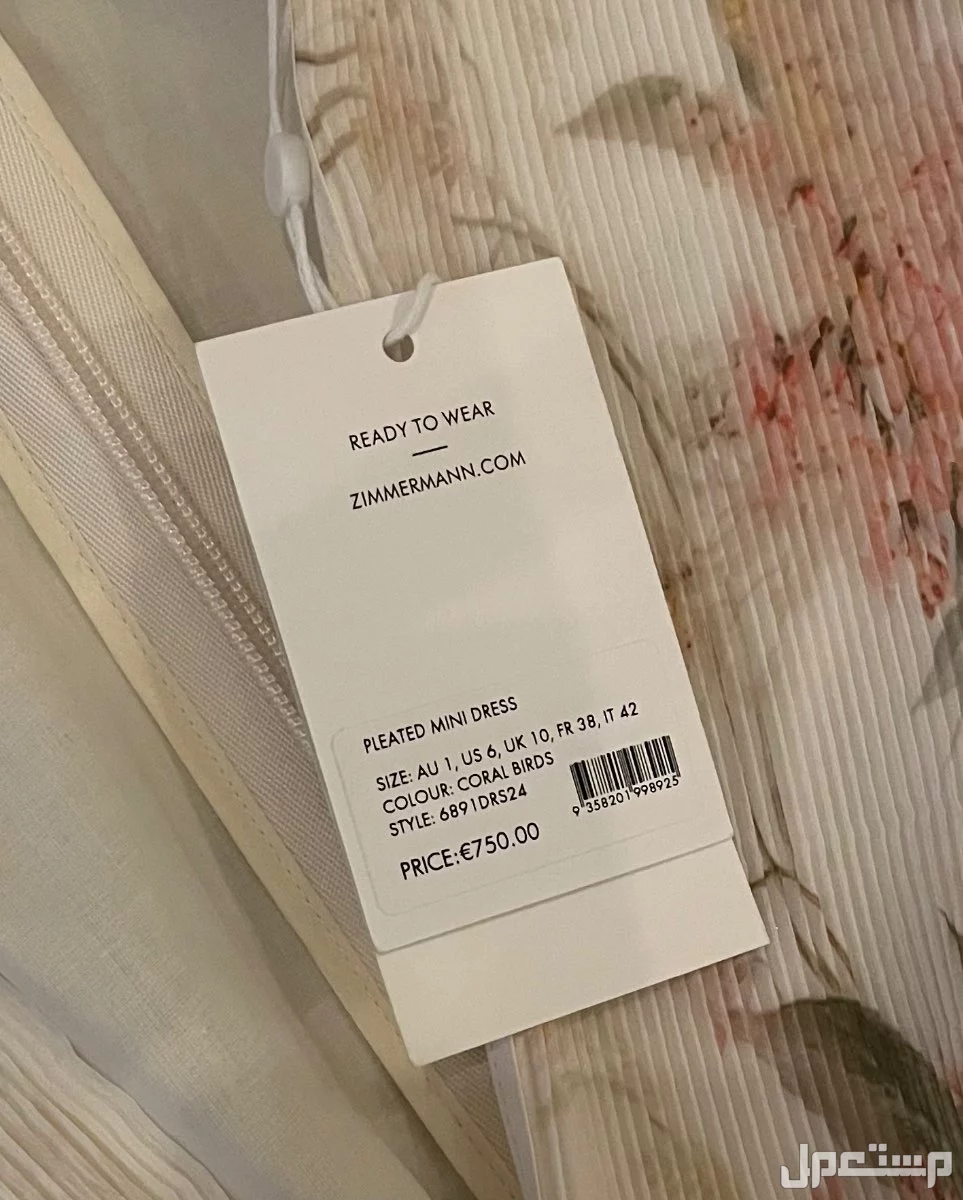 READY TO WEAR
ZIMMERMANN.COM
PLEATED MINI DRESS
SIZE: AU 1, US 6, UK 10, FR 38, IT 42
COLOUR: CORAL BIRDS
STYLE: 6891DRS24
9 358201 998925
PRICE:€750.00
مستعمل